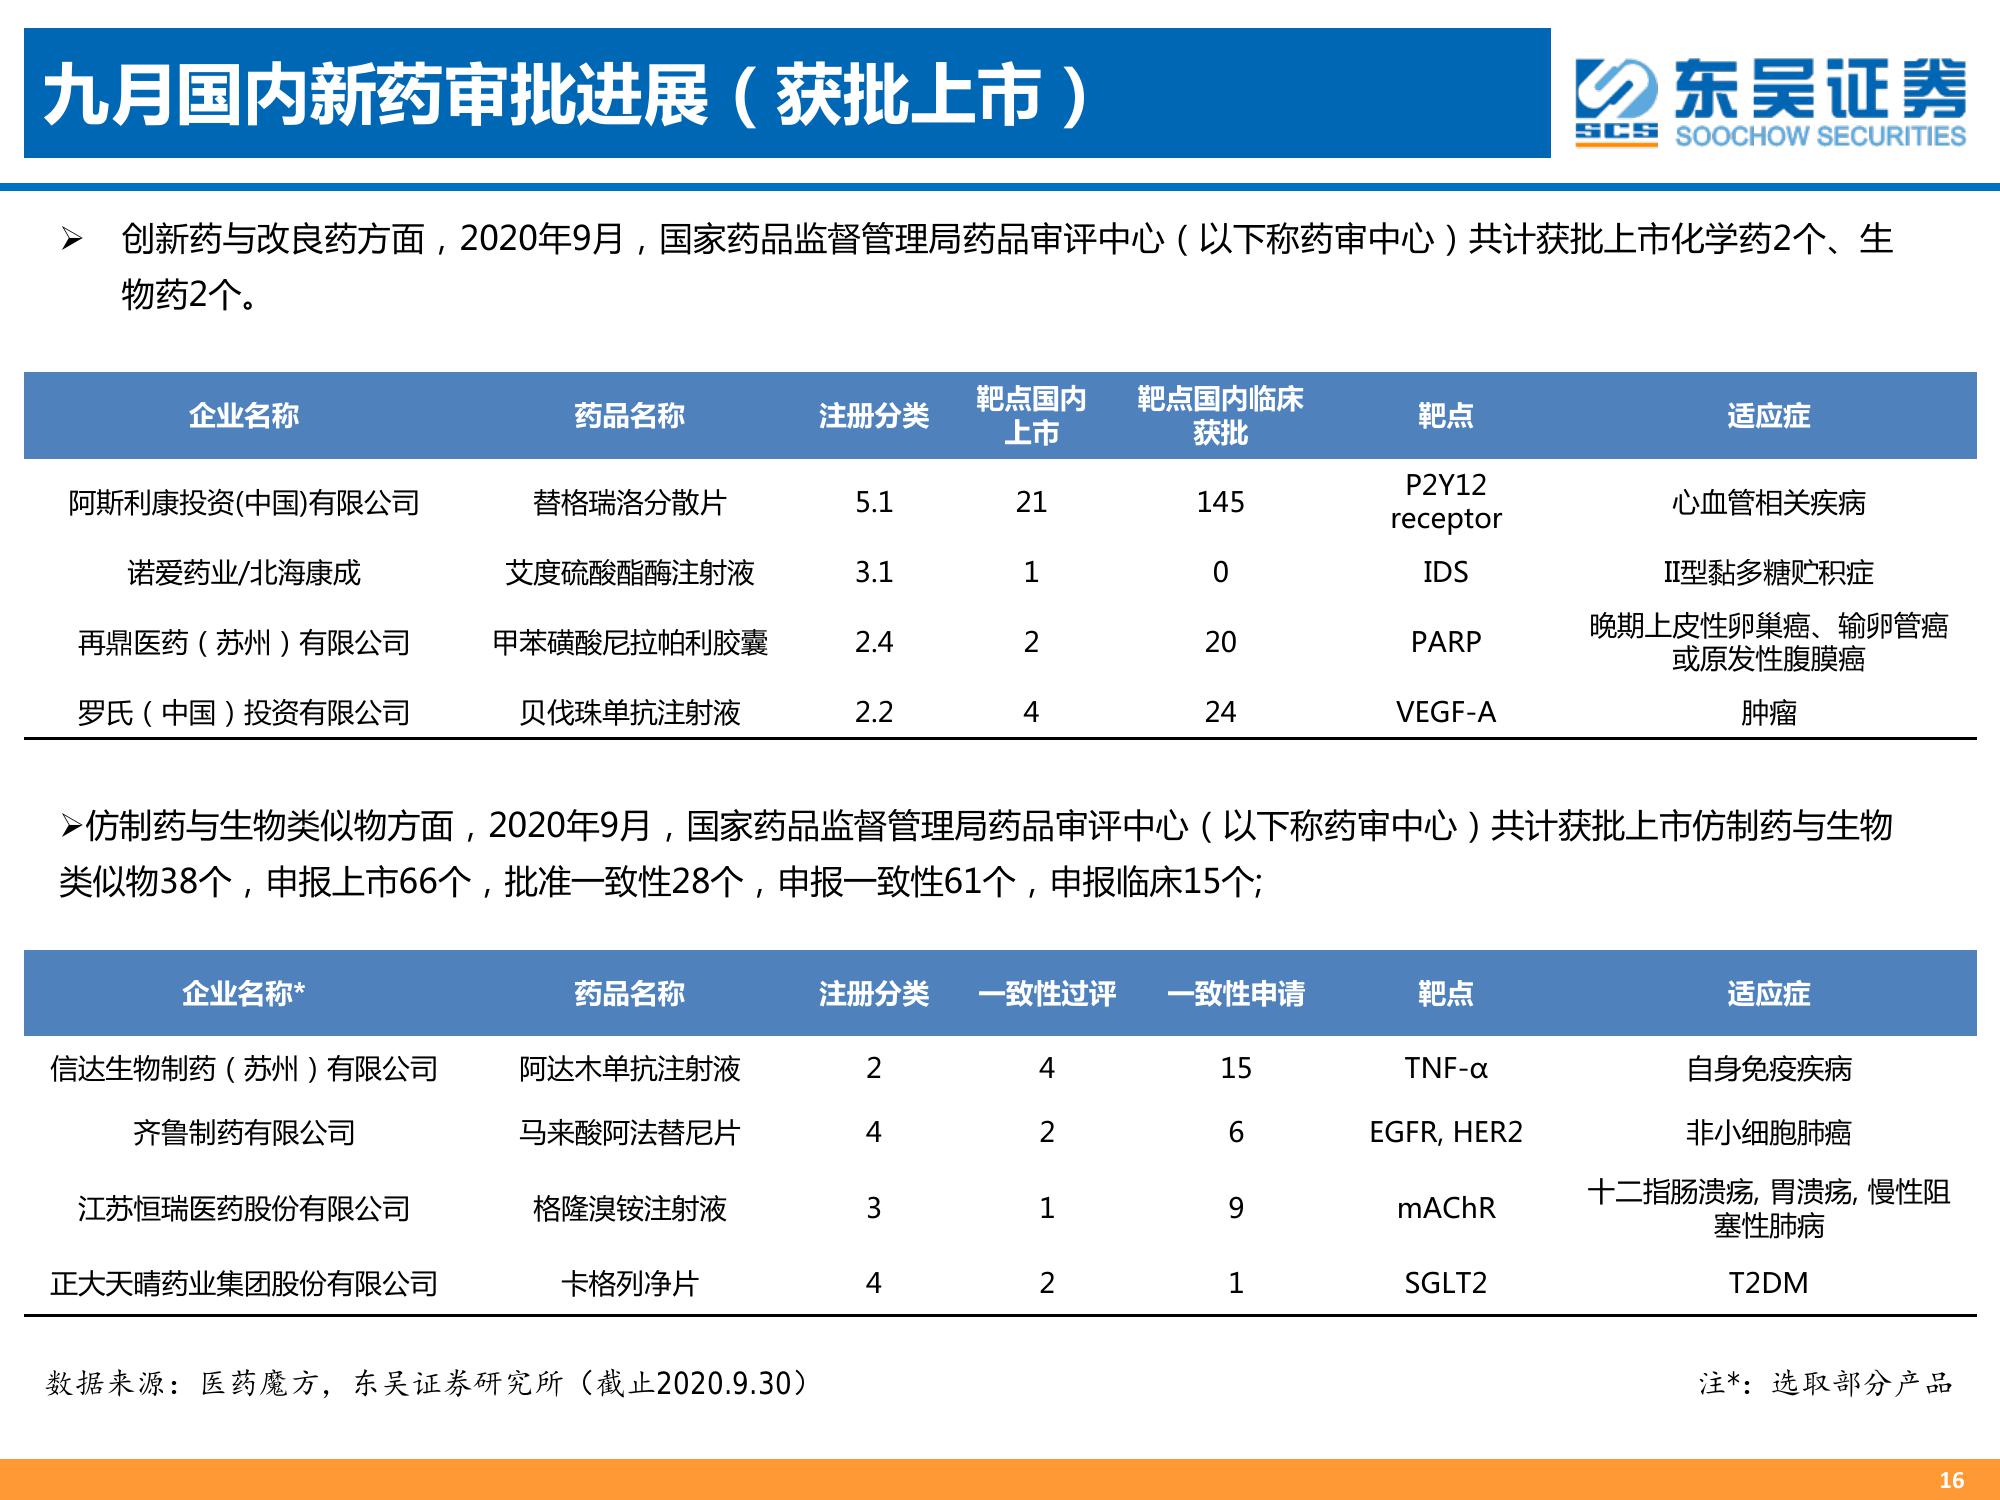 九月国内新药审批进展（获批上市）
东吴证券
SCS
SOOCHOW SECURITIES
➢ 创新药与改良药方面，2020年9月，国家药品监督管理局药品审评中心（以下称药审中心）共计获批上市化学药2个、生
物药2个。
企业名称 药品名称 注册分类 靶点国内上市 靶点国内临床获批 靶点 适应症
阿斯利康投资(中国)有限公司 替格瑞洛分散片 5.1 21 145 P2Y12 receptor 心血管相关疾病
诺爱药业/北海康成 艾度硫酸酯酶注射液 3.1 1 0 IDS II型黏多糖贮积症
再鼎医药（苏州）有限公司 甲苯磺酸尼拉帕利胶囊 2.4 2 20 PARP 晚期上皮性卵巢癌、输卵管癌或原发性腹膜癌
罗氏（中国）投资有限公司 贝伐珠单抗注射液 2.2 4 24 VEGF-A 肿瘤
➢仿制药与生物类似物方面，2020年9月，国家药品监督管理局药品审评中心（以下称药审中心）共计获批上市仿制药与生物
类似物38个，申报上市66个，批准一致性28个，申报一致性61个，申报临床15个;
企业名称* 药品名称 注册分类 一致性过评 一致性申请 靶点 适应症
信达生物制药（苏州）有限公司 阿达木单抗注射液 2 4 15 TNF-α 自身免疫疾病
齐鲁制药有限公司 马来酸阿法替尼片 4 2 6 EGFR, HER2 非小细胞肺癌
江苏恒瑞医药股份有限公司 格隆溴铵注射液 3 1 9 mAChR 十二指肠溃疡, 胃溃疡, 慢性阻塞性肺病
正大天晴药业集团股份有限公司 卡格列净片 4 2 1 SGLT2 T2DM
数据来源：医药魔方，东吴证券研究所（截止2020.9.30）
注*：选取部分产品
16